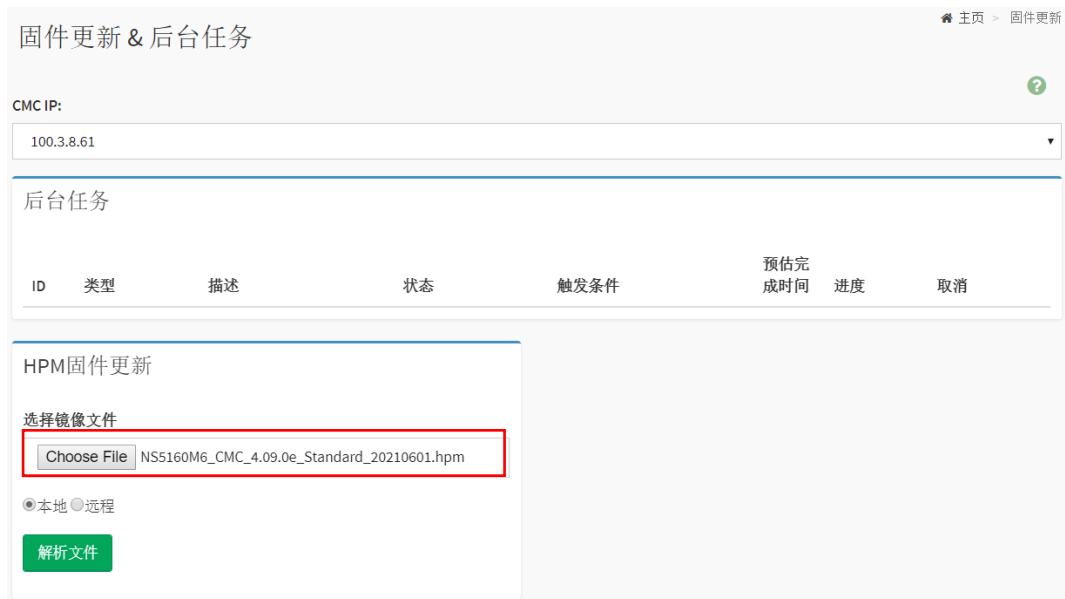 主页 > 固件更新
固件更新 & 后台任务
CMC IP:
100.3.8.61
后台任务
ID 类型 描述 状态 触发条件 预估完成时间 进度 取消
HPM固件更新
选择镜像文件
Choose File NS5160M6_CMC_4.09.0e_Standard_20210601.hpm
本地 远程
解析文件